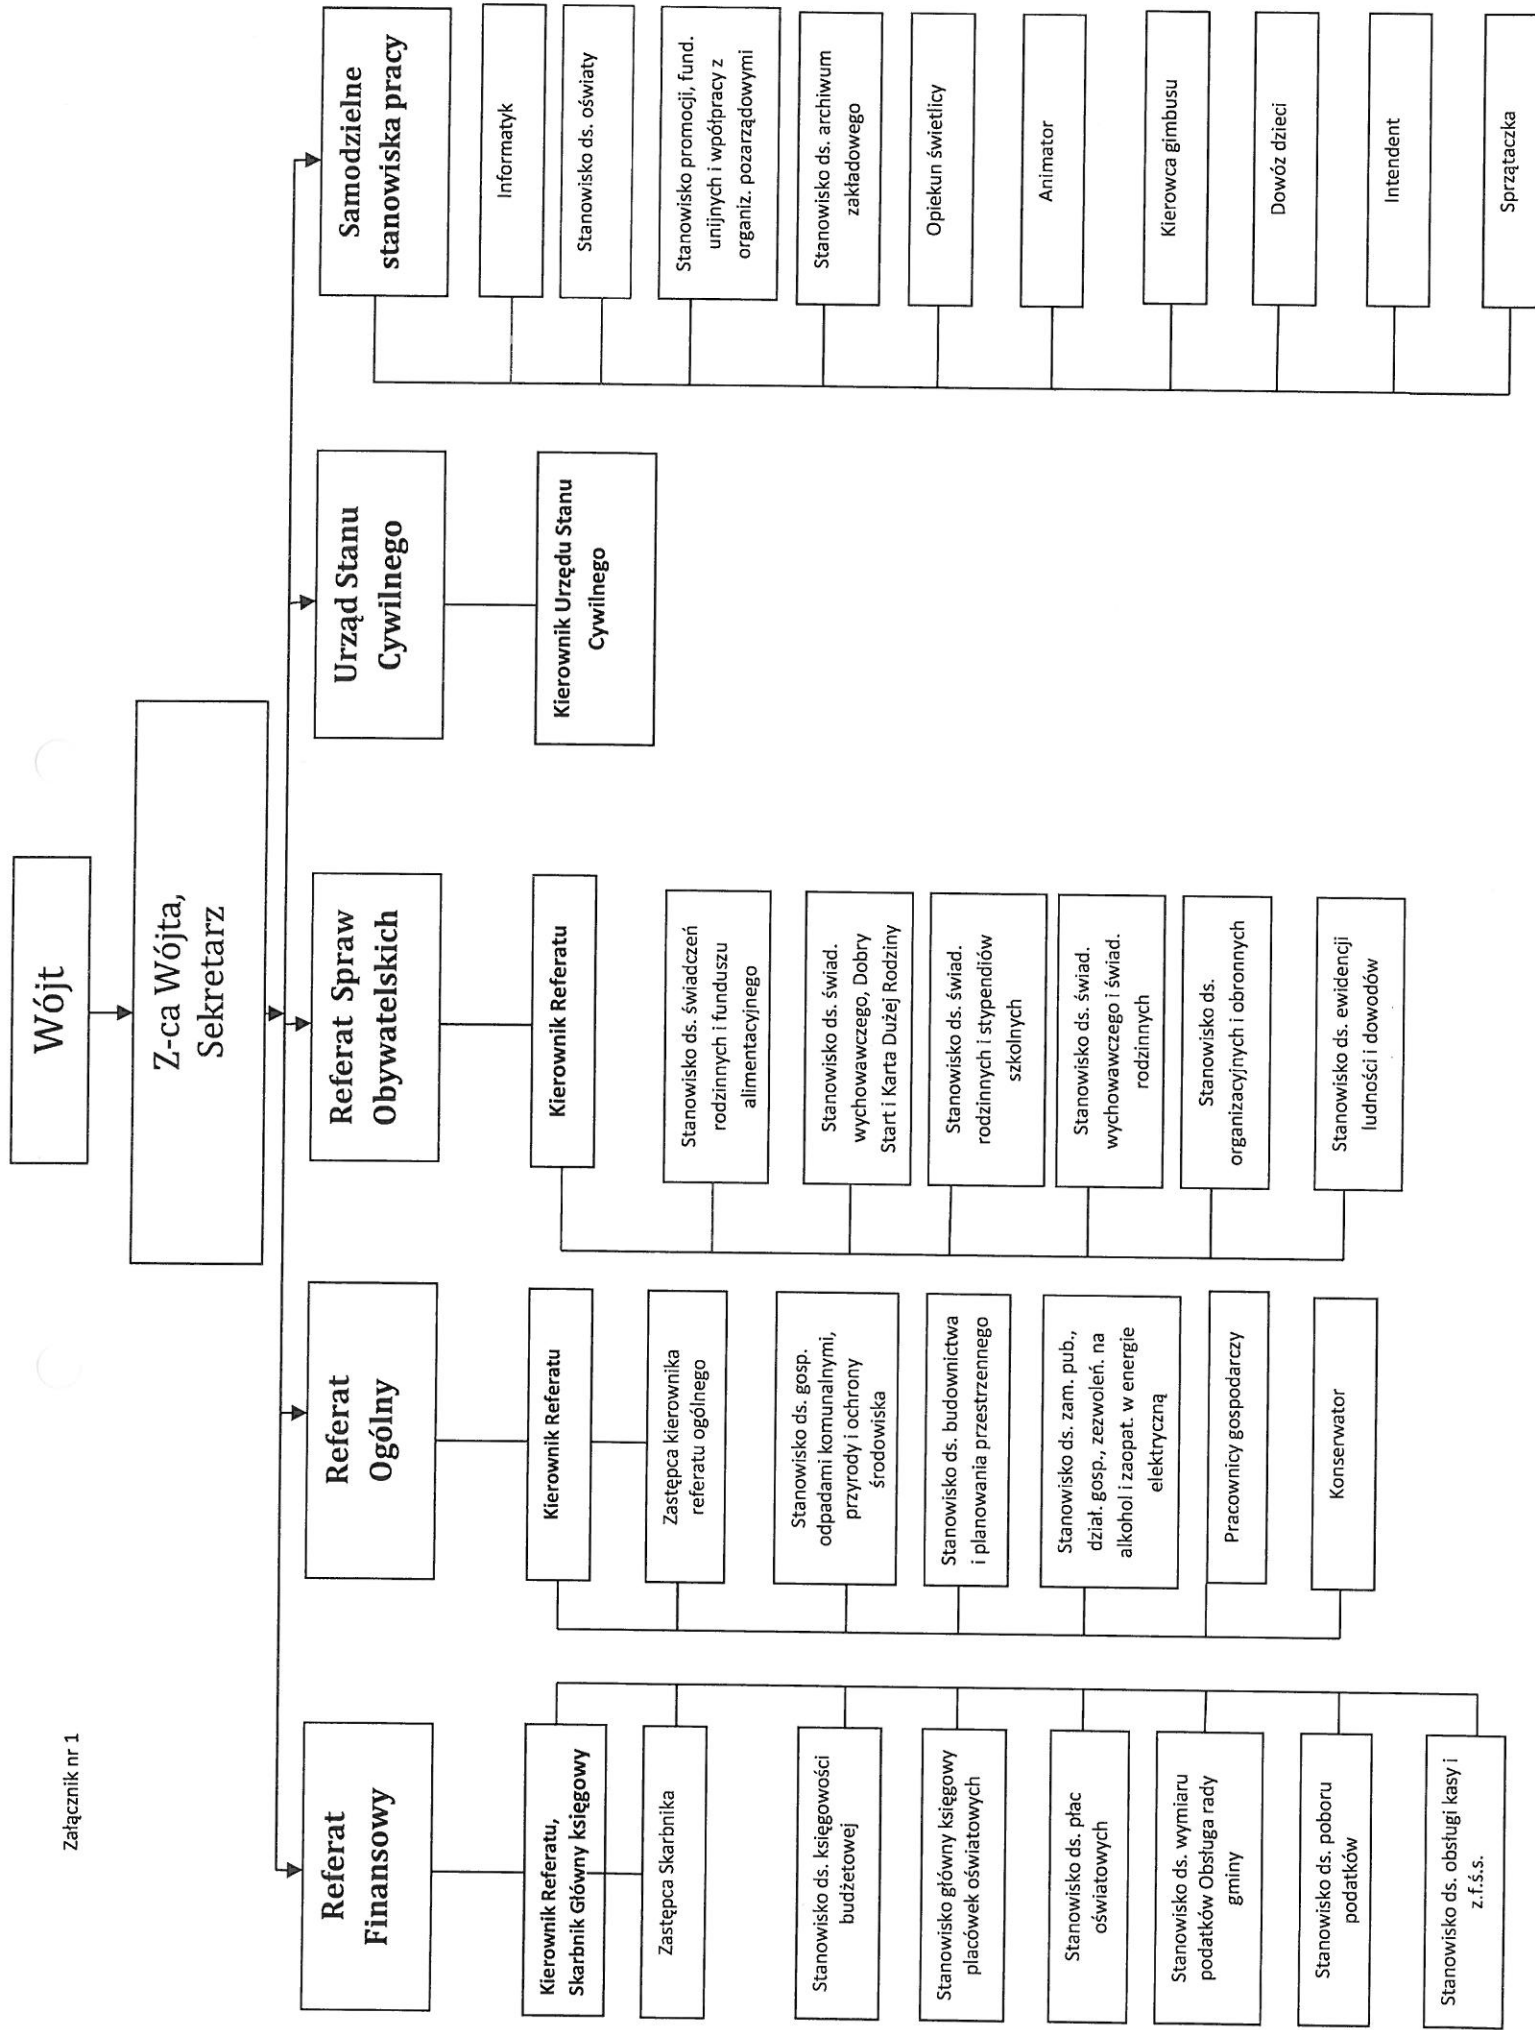 Załącznik nr 1
Wójt
Z-ca Wójta,
Sekretarz
Referat
Finansowy
Kierownik Referatu,
Skarbnik Główny księgowy
Zastępca Skarbnika
Stanowisko ds. księgowości
budżetowej
Stanowisko główny księgowy
placówek oświatowych
Stanowisko ds. płac
oświatowych
Stanowisko ds. wymiaru
podatków Obsługa rady
gminy
Stanowisko ds. poboru
podatków
Stanowisko ds. obsługi kasy i
z.f.ś.s.
Referat
Ogólny
Kierownik Referatu
Zastępca kierownika
referatu ogólnego
Stanowisko ds. gosp.
odpadami komunalnymi,
przyrody i ochrony
środowiska
Stanowisko ds. budownictwa
i planowania przestrzennego
Stanowisko ds. zam. pub.,
dział. gosp., zezwoleń. na
alkohol i zaopat. w energie
elektryczną
Pracownicy gospodarczy
Konserwator
Referat Spraw
Obywatelskich
Kierownik Referatu
Stanowisko ds. świadczeń
rodzinnych i funduszu
alimentacyjnego
Stanowisko ds. świad.
wychowawczego, Dobry
Start i Karta Dużej Rodziny
Stanowisko ds. świad.
rodzinnych i stypendiów
szkolnych
Stanowisko ds. świad.
wychowawczego i świad.
rodzinnych
Stanowisko ds.
organizacyjnych i obronnych
Stanowisko ds. ewidencji
ludności i dowodów
Urząd Stanu
Cywilnego
Kierownik Urzędu Stanu
Cywilnego
Samodzielne
stanowiska pracy
Informatyk
Stanowisko ds. oświaty
Stanowisko promocji, fund.
unijnych i wpółpracy z
organiz. pozarządowymi
Stanowisko ds. archiwum
zakładowego
Opiekun świetlicy
Animator
Kierowca gimbusu
Dowóz dzieci
Intendent
Sprzątaczka